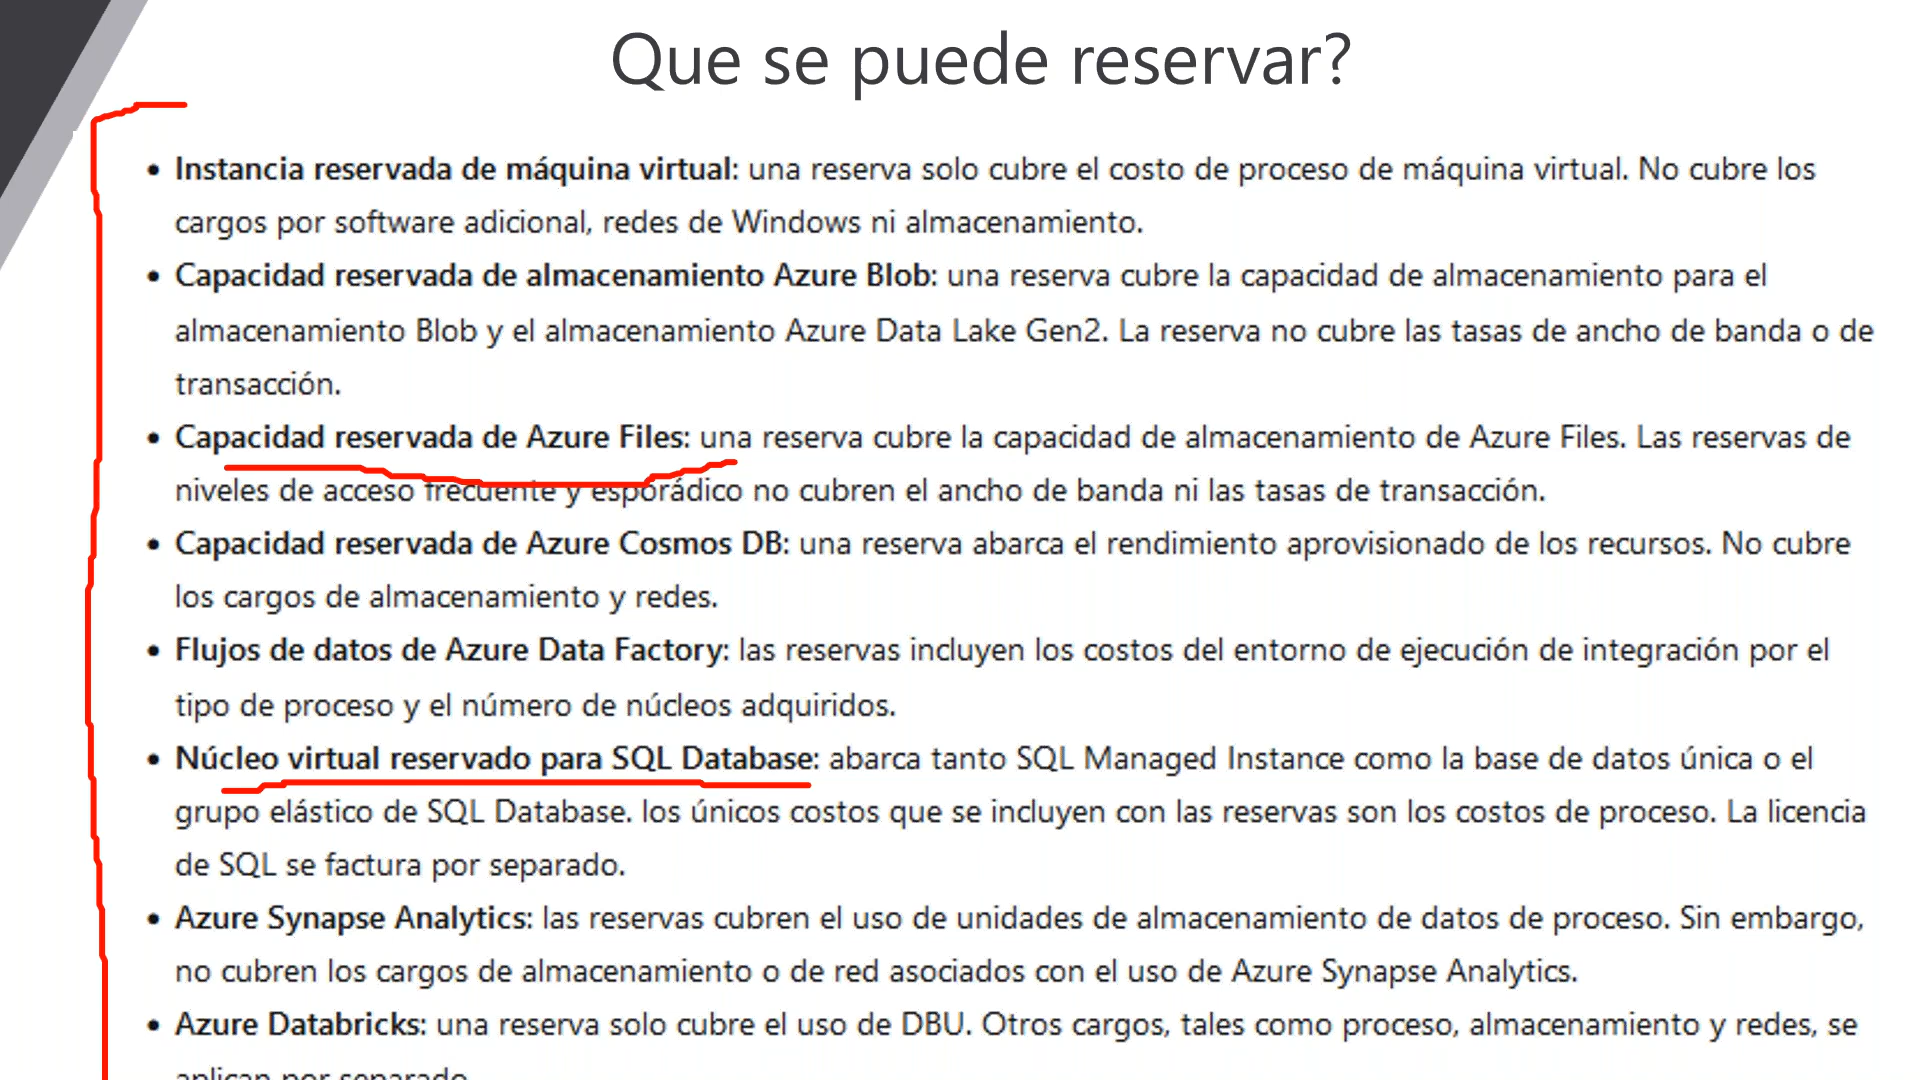 Que se puede reservar?
• Instancia reservada de máquina virtual: una reserva solo cubre el costo de proceso de máquina virtual. No cubre los
cargos por software adicional, redes de Windows ni almacenamiento.
• Capacidad reservada de almacenamiento Azure Blob: una reserva cubre la capacidad de almacenamiento para el
almacenamiento Blob y el almacenamiento Azure Data Lake Gen2. La reserva no cubre las tasas de ancho de banda o de
transacción.
• Capacidad reservada de Azure Files: una reserva cubre la capacidad de almacenamiento de Azure Files. Las reservas de
niveles de acceso frecuente y esporádico no cubren el ancho de banda ni las tasas de transacción.
• Capacidad reservada de Azure Cosmos DB: una reserva abarca el rendimiento aprovisionado de los recursos. No cubre
los cargos de almacenamiento y redes.
• Flujos de datos de Azure Data Factory: las reservas incluyen los costos del entorno de ejecución de integración por el
tipo de proceso y el número de núcleos adquiridos.
• Núcleo virtual reservado para SQL Database: abarca tanto SQL Managed Instance como la base de datos única o el
grupo elástico de SQL Database. los únicos costos que se incluyen con las reservas son los costos de proceso. La licencia
de SQL se factura por separado.
• Azure Synapse Analytics: las reservas cubren el uso de unidades de almacenamiento de datos de proceso. Sin embargo,
no cubren los cargos de almacenamiento o de red asociados con el uso de Azure Synapse Analytics.
• Azure Databricks: una reserva solo cubre el uso de DBU. Otros cargos, tales como proceso, almacenamiento y redes, se
aplican por separado